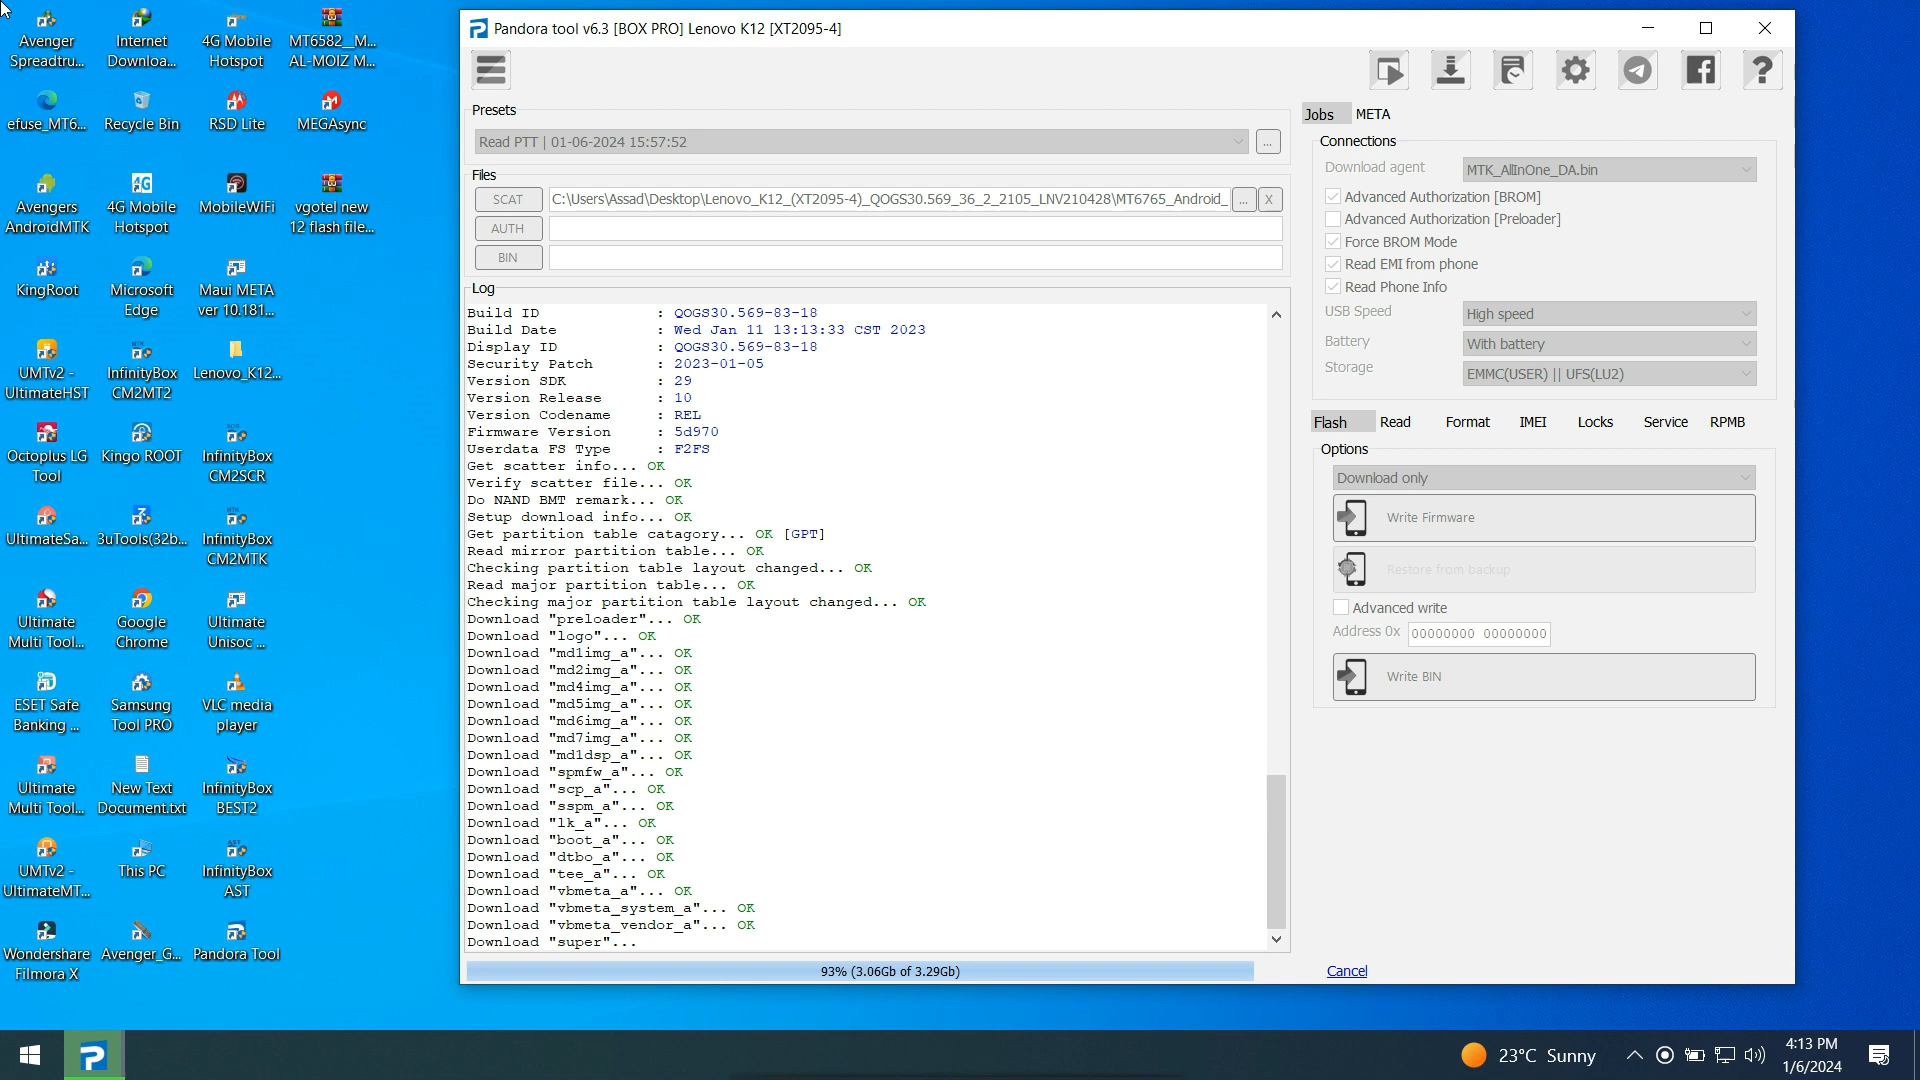 Avenger
Spreadtru...
Internet
Downloa...
4G Mobile
Hotspot
MT6582__M...
AL-MOIZ M...
efuse_MT6...
Recycle Bin
RSD Lite
MEGAsync
Avengers
AndroidMTK
4G Mobile
Hotspot
MobileWiFi
vgotel new
12 flash file...
KingRoot
Microsoft
Edge
Maui META
ver 10.181...
UMTv2 -
UltimateHST
InfinityBox
CM2MT2
Lenovo_K12...
Octoplus LG
Tool
Kingo ROOT
InfinityBox
CM2SCR
UltimateSa...
3uTools(32b...
InfinityBox
CM2MTK
Ultimate
Multi Tool...
Google
Chrome
Ultimate
Unisoc ...
ESET Safe
Banking ...
Samsung
Tool PRO
VLC media
player
Ultimate
Multi Tool...
New Text
Document.txt
InfinityBox
BEST2
UMTv2 -
UltimateMT...
This PC
InfinityBox
AST
Wondershare
Filmora X
Avenger_G...
Pandora Tool
Pandora tool v6.3 [BOX PRO] Lenovo K12 [XT2095-4]
Presets
Read PTT | 01-06-2024 15:57:52
...
Files
SCAT C:\Users\Assad\Desktop\Lenovo_K12_(XT2095-4)_QOGS30.569_36_2_2105_LNV210428\MT6765_Android_ ... X
AUTH
BIN
Log
Build ID : QOGS30.569-83-18
Build Date : Wed Jan 11 13:13:33 CST 2023
Display ID : QOGS30.569-83-18
Security Patch : 2023-01-05
Version SDK : 29
Version Release : 10
Version Codename : REL
Firmware Version : 5d970
Userdata FS Type : F2FS
Get scatter info... OK
Verify scatter file... OK
Do NAND BMT remark... OK
Setup download info... OK
Get partition table catagory... OK [GPT]
Read mirror partition table... OK
Checking partition table layout changed... OK
Read major partition table... OK
Checking major partition table layout changed... OK
Download "preloader"... OK
Download "logo"... OK
Download "md1img_a"... OK
Download "md2img_a"... OK
Download "md4img_a"... OK
Download "md5img_a"... OK
Download "md6img_a"... OK
Download "md7img_a"... OK
Download "md1dsp_a"... OK
Download "spmfw_a"... OK
Download "scp_a"... OK
Download "sspm_a"... OK
Download "lk_a"... OK
Download "boot_a"... OK
Download "dtbo_a"... OK
Download "tee_a"... OK
Download "vbmeta_a"... OK
Download "vbmeta_system_a"... OK
Download "vbmeta_vendor_a"... OK
Download "super"...
93% (3.06Gb of 3.29Gb)
Jobs META
Connections
Download agent MTK_AllInOne_DA.bin
Advanced Authorization [BROM]
Advanced Authorization [Preloader]
Force BROM Mode
Read EMI from phone
Read Phone Info
USB Speed High speed
Battery With battery
Storage EMMC(USER) || UFS(LU2)
Flash Read Format IMEI Locks Service RPMB
Options
Download only
Write Firmware
Restore from backup
Advanced write
Address 0x 00000000 00000000
Write BIN
Cancel
23°C Sunny
4:13 PM
1/6/2024